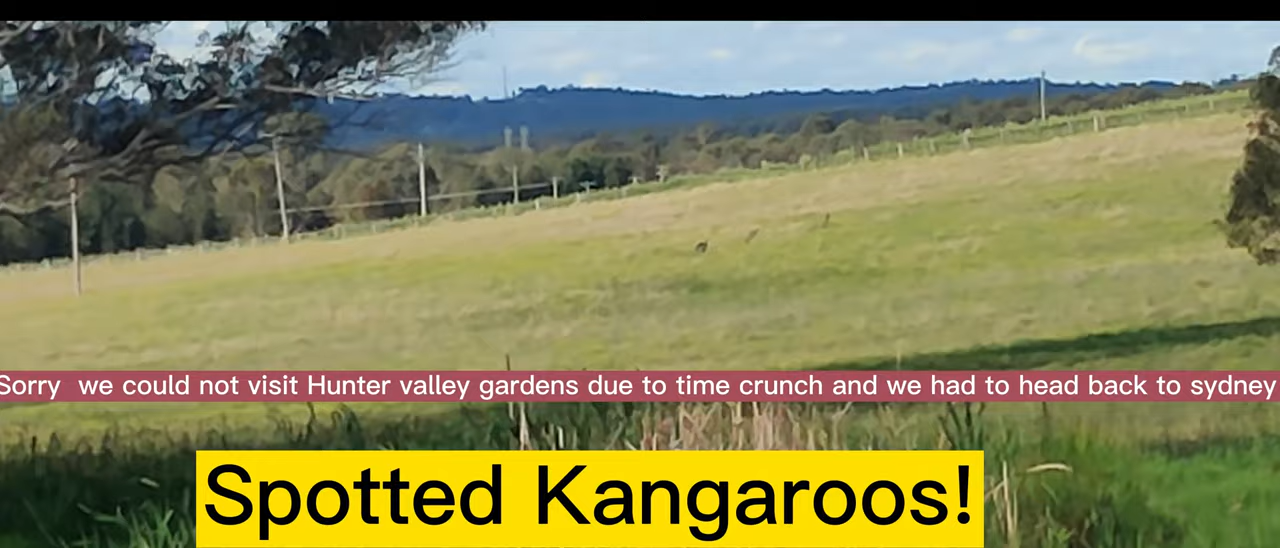 Sorry  we could not visit Hunter valley gardens due to time crunch and we had to head back to sydney
Spotted Kangaroos!